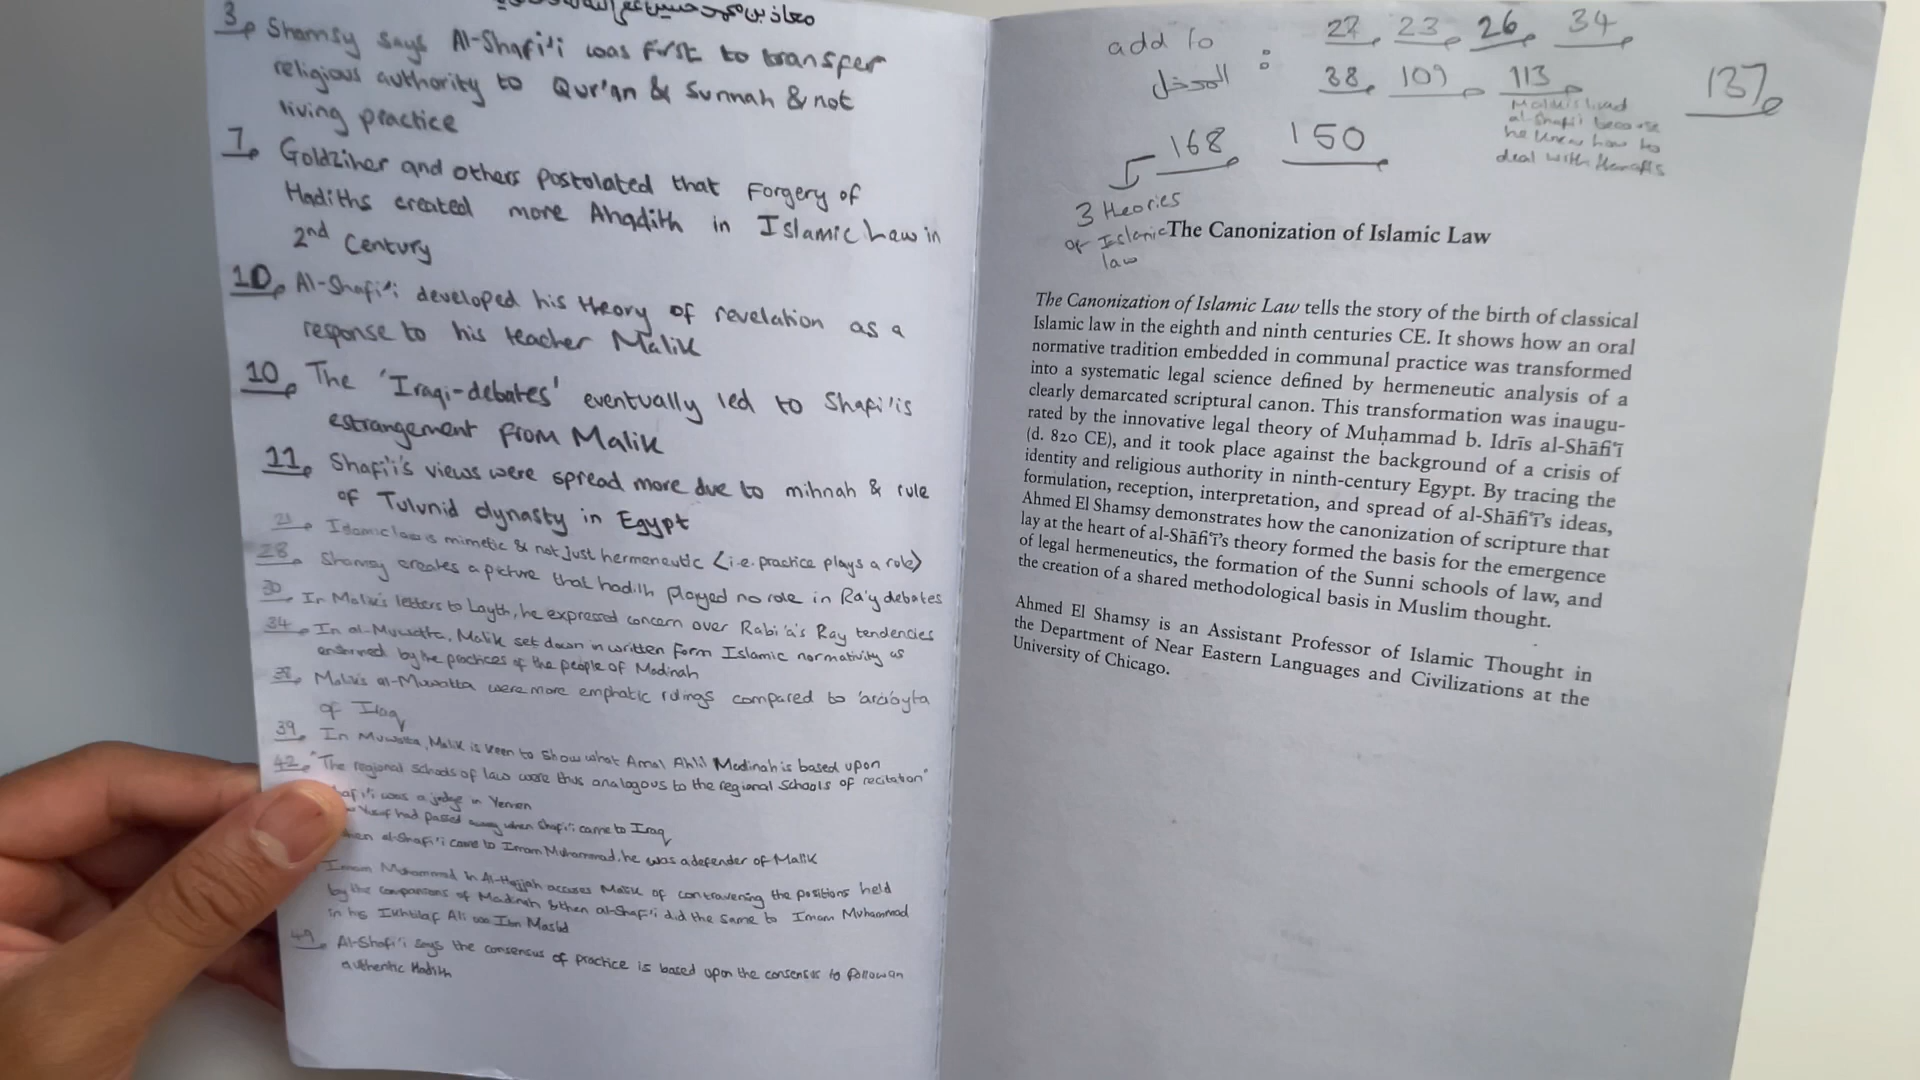 معاذ بن محمد حسين
3, Shamsy says Al-Shafi'i was first to transfer
religious authority to Qur'an & Sunnah & not
living practice
7, Goldziher and others postolated that Forgery of
Hadiths created more Ahadith in Islamic Law in
2nd Century
10, Al-Shafi'i developed his theory of revelation as a
response to his teacher Malik
10, The 'Iraqi-debates' eventually led to Shafi'is
estrangement from Malik
11, Shafi'i's views were spread more due to mihnah & rule
of Tulunid dynasty in Egypt
21, Islamic law is mimetic & not just hermeneutic (i.e. practice plays a role)
28, Shamsy creates a picture that hadith played no role in Ra'y debates
30, In Malik's letters to Layth, he expressed concern over Rabi'a's Ray tendencies
34, In al-Muwatta, Malik set down in written form Islamic normativity as
enshrined by the practices of the people of Madinah
38, Malik's al-Muwatta were more emphatic rulings compared to 'ara'ayta
of Iraq
39, In Muwatta, Malik is keen to show what Amal Ahlil Madinah is based upon
42, "The regional schools of law were thus analogous to the regional schools of recitation"
was a judge in Yemen
Yusuf had passed away when Shafi'i came to Iraq
al-Shafi'i came to Imam Muhammad, he was a defender of Malik
Imam Muhammad in Al-Hajjah accuses Malik of contravening the positions held
by the companions of Madinah & then al-Shafi'i did the same to Imam Muhammad
in his Ikhtilaf Ali wa Ibn Masud
49, Al-Shafi'i says the consensus of practice is based upon the consensus to follow an
authentic Hadith
add to المدخل : 22, 23, 26, 34,
38, 109, 113, 137,
Malikis liked
al-Shafi'i because
he knew how to
deal with Hanafis
168, 150,
3 theories
of Islamic
law
The Canonization of Islamic Law
The Canonization of Islamic Law tells the story of the birth of classical
Islamic law in the eighth and ninth centuries CE. It shows how an oral
normative tradition embedded in communal practice was transformed
into a systematic legal science defined by hermeneutic analysis of a
clearly demarcated scriptural canon. This transformation was inaugu-
rated by the innovative legal theory of Muḥammad b. Idrīs al-Shāfiʿī
(d. 820 CE), and it took place against the background of a crisis of
identity and religious authority in ninth-century Egypt. By tracing the
formulation, reception, interpretation, and spread of al-Shāfiʿī's ideas,
Ahmed El Shamsy demonstrates how the canonization of scripture that
lay at the heart of al-Shāfiʿī's theory formed the basis for the emergence
of legal hermeneutics, the formation of the Sunni schools of law, and
the creation of a shared methodological basis in Muslim thought.
Ahmed El Shamsy is an Assistant Professor of Islamic Thought in
the Department of Near Eastern Languages and Civilizations at the
University of Chicago.